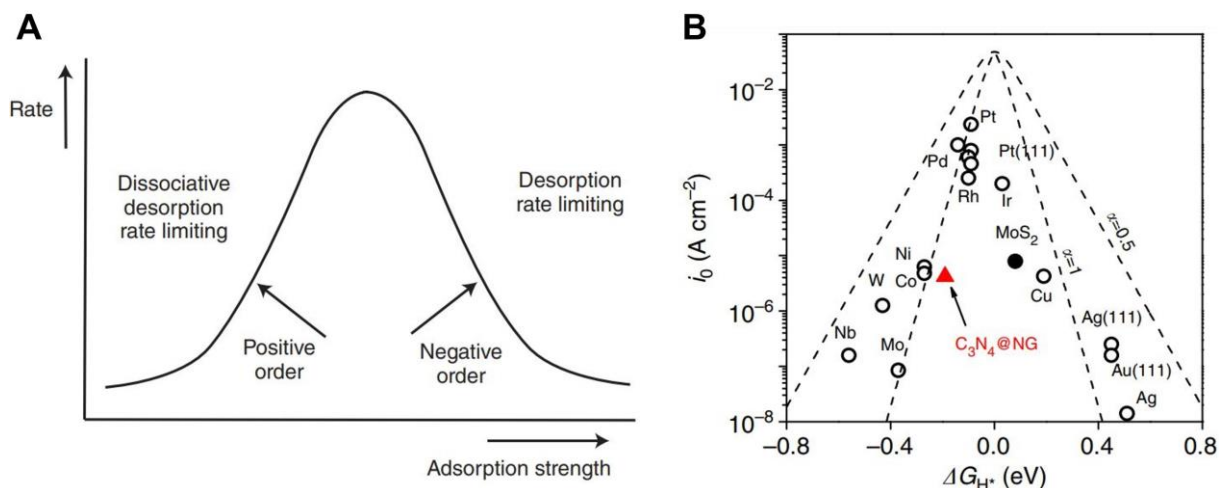 A
Rate
Dissociative
desorption
rate limiting
Desorption
rate limiting
Positive
order
Negative
order
Adsorption strength
B
i₀ (A cm⁻²)
10⁻²
10⁻⁴
10⁻⁶
10⁻⁸
Pt
Pd
Pt(111)
Rh
Ir
MoS₂
α=0.5
α=1
Ni
Co
Cu
W
Nb
Mo
C₃N₄@NG
Ag(111)
Au(111)
Ag
−0.8
−0.4
0.0
0.4
0.8
ΔG_H* (eV)